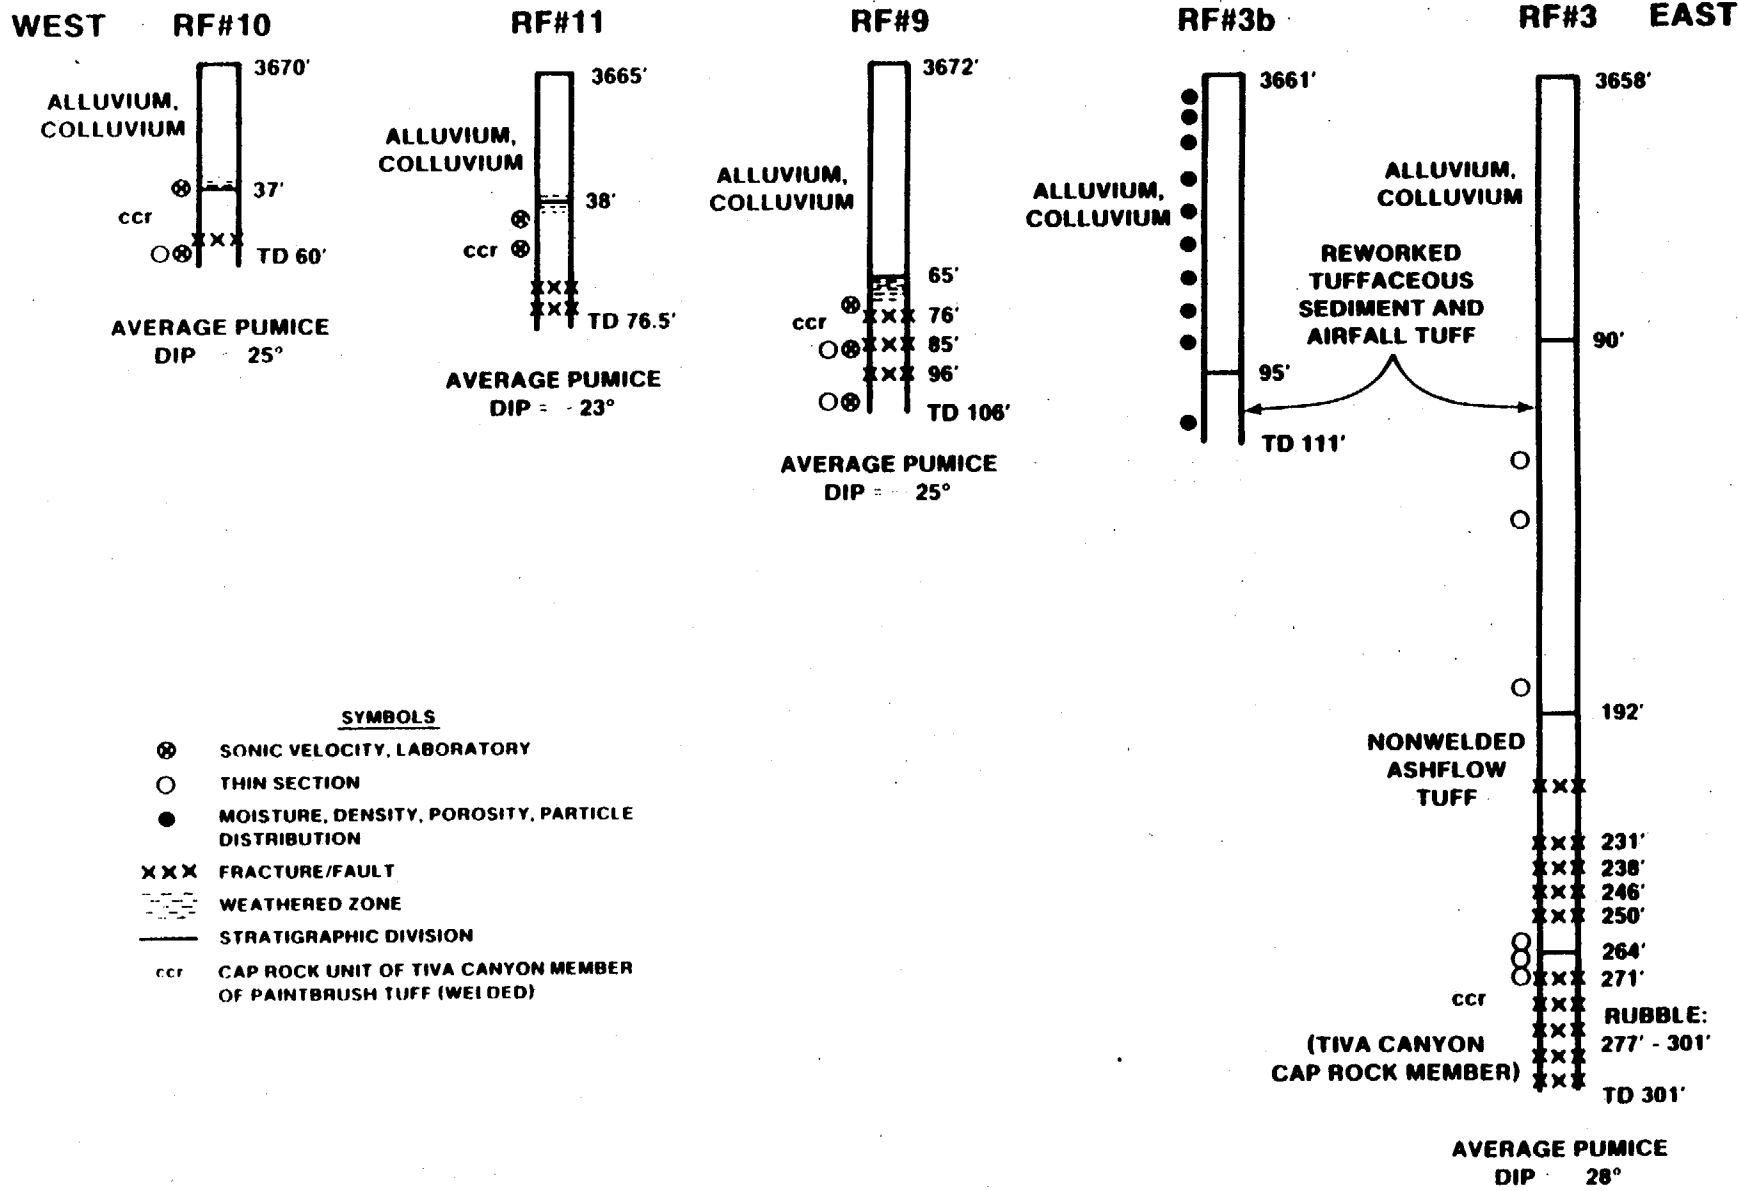 WEST RF#10 RF#11 RF#9 RF#3b RF#3 EAST
3670'
ALLUVIUM,
COLLUVIUM
37'
ccr
TD 60'
AVERAGE PUMICE
DIP 25°
3665'
ALLUVIUM,
COLLUVIUM
38'
ccr
TD 76.5'
AVERAGE PUMICE
DIP = 23°
3672'
ALLUVIUM,
COLLUVIUM
65'
76'
ccr
85'
96'
TD 106'
AVERAGE PUMICE
DIP = 25°
3661'
ALLUVIUM,
COLLUVIUM
95'
TD 111'
REWORKED
TUFFACEOUS
SEDIMENT AND
AIRFALL TUFF
3658'
ALLUVIUM,
COLLUVIUM
90'
192'
NONWELDED
ASHFLOW
TUFF
231'
238'
246'
250'
264'
271'
ccr
RUBBLE:
277' - 301'
(TIVA CANYON
CAP ROCK MEMBER)
TD 301'
AVERAGE PUMICE
DIP 28°
SYMBOLS
SONIC VELOCITY, LABORATORY
THIN SECTION
MOISTURE, DENSITY, POROSITY, PARTICLE
DISTRIBUTION
XXX FRACTURE/FAULT
WEATHERED ZONE
STRATIGRAPHIC DIVISION
ccr CAP ROCK UNIT OF TIVA CANYON MEMBER
OF PAINTBRUSH TUFF (WELDED)